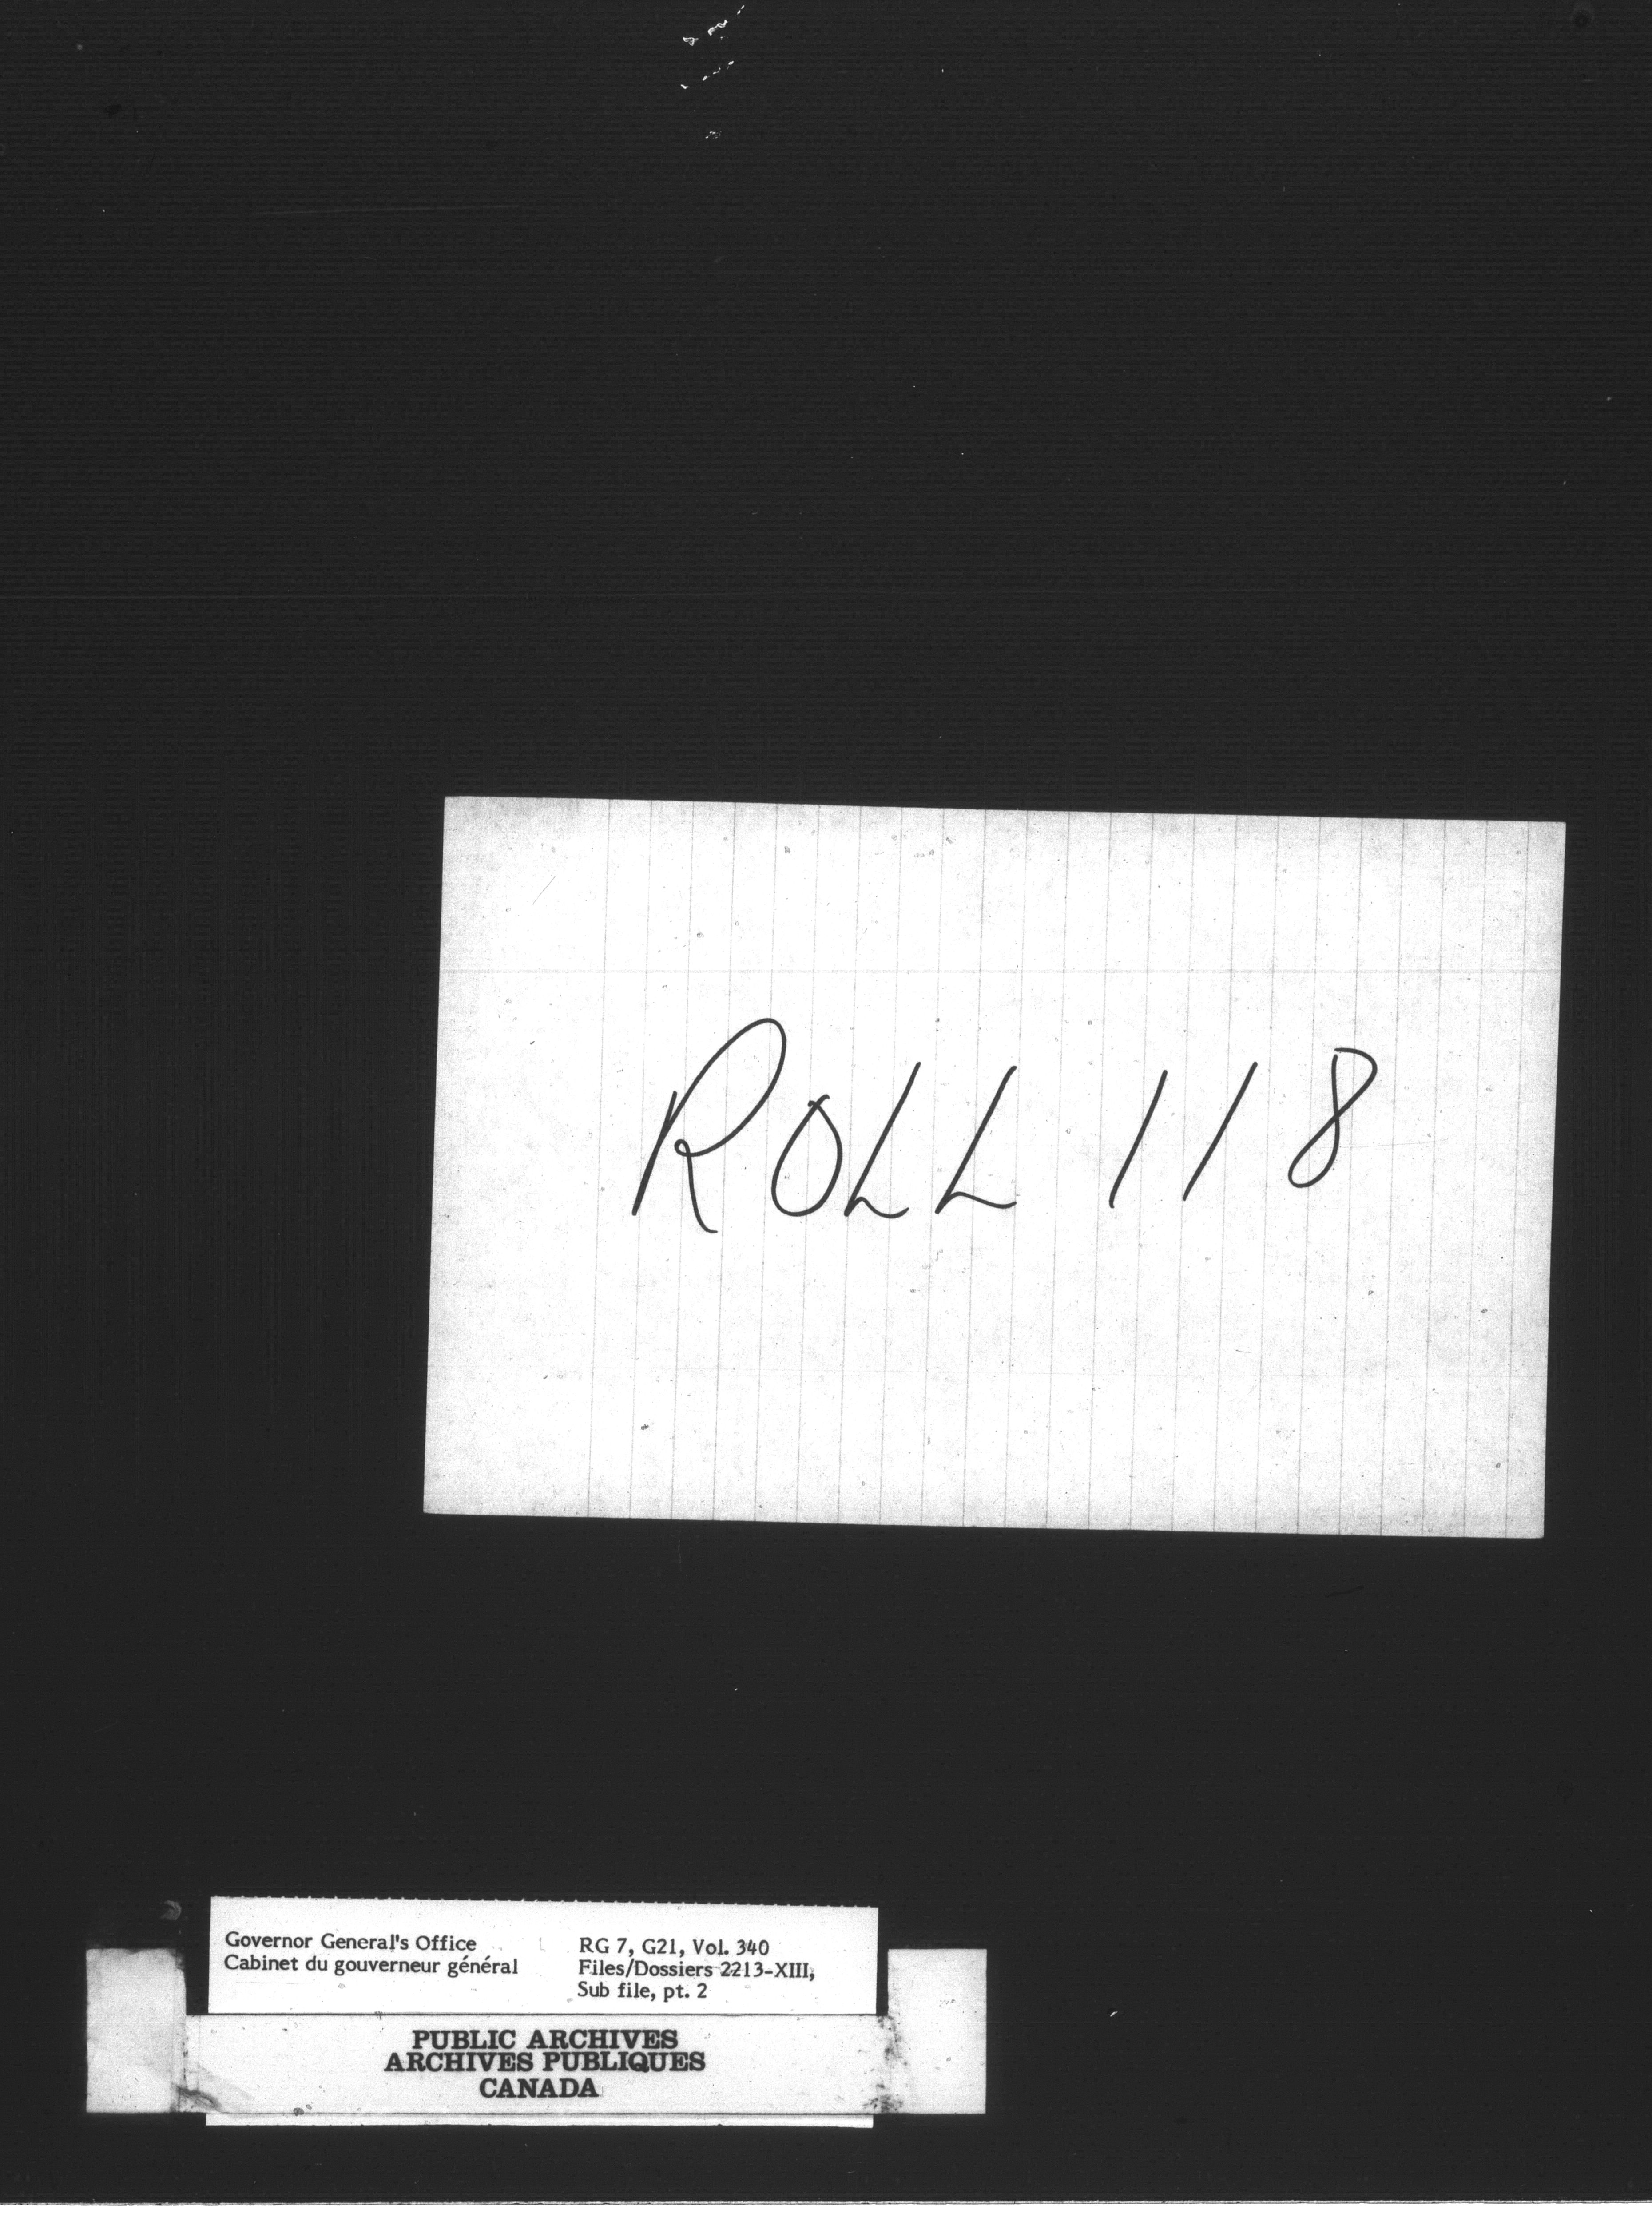 ROLL 118
Governor General's Office
Cabinet du gouverneur général
RG 7, G21, Vol. 340
Files/Dossiers 2213-XIII,
Sub file, pt. 2
PUBLIC ARCHIVES
ARCHIVES PUBLIQUES
CANADA